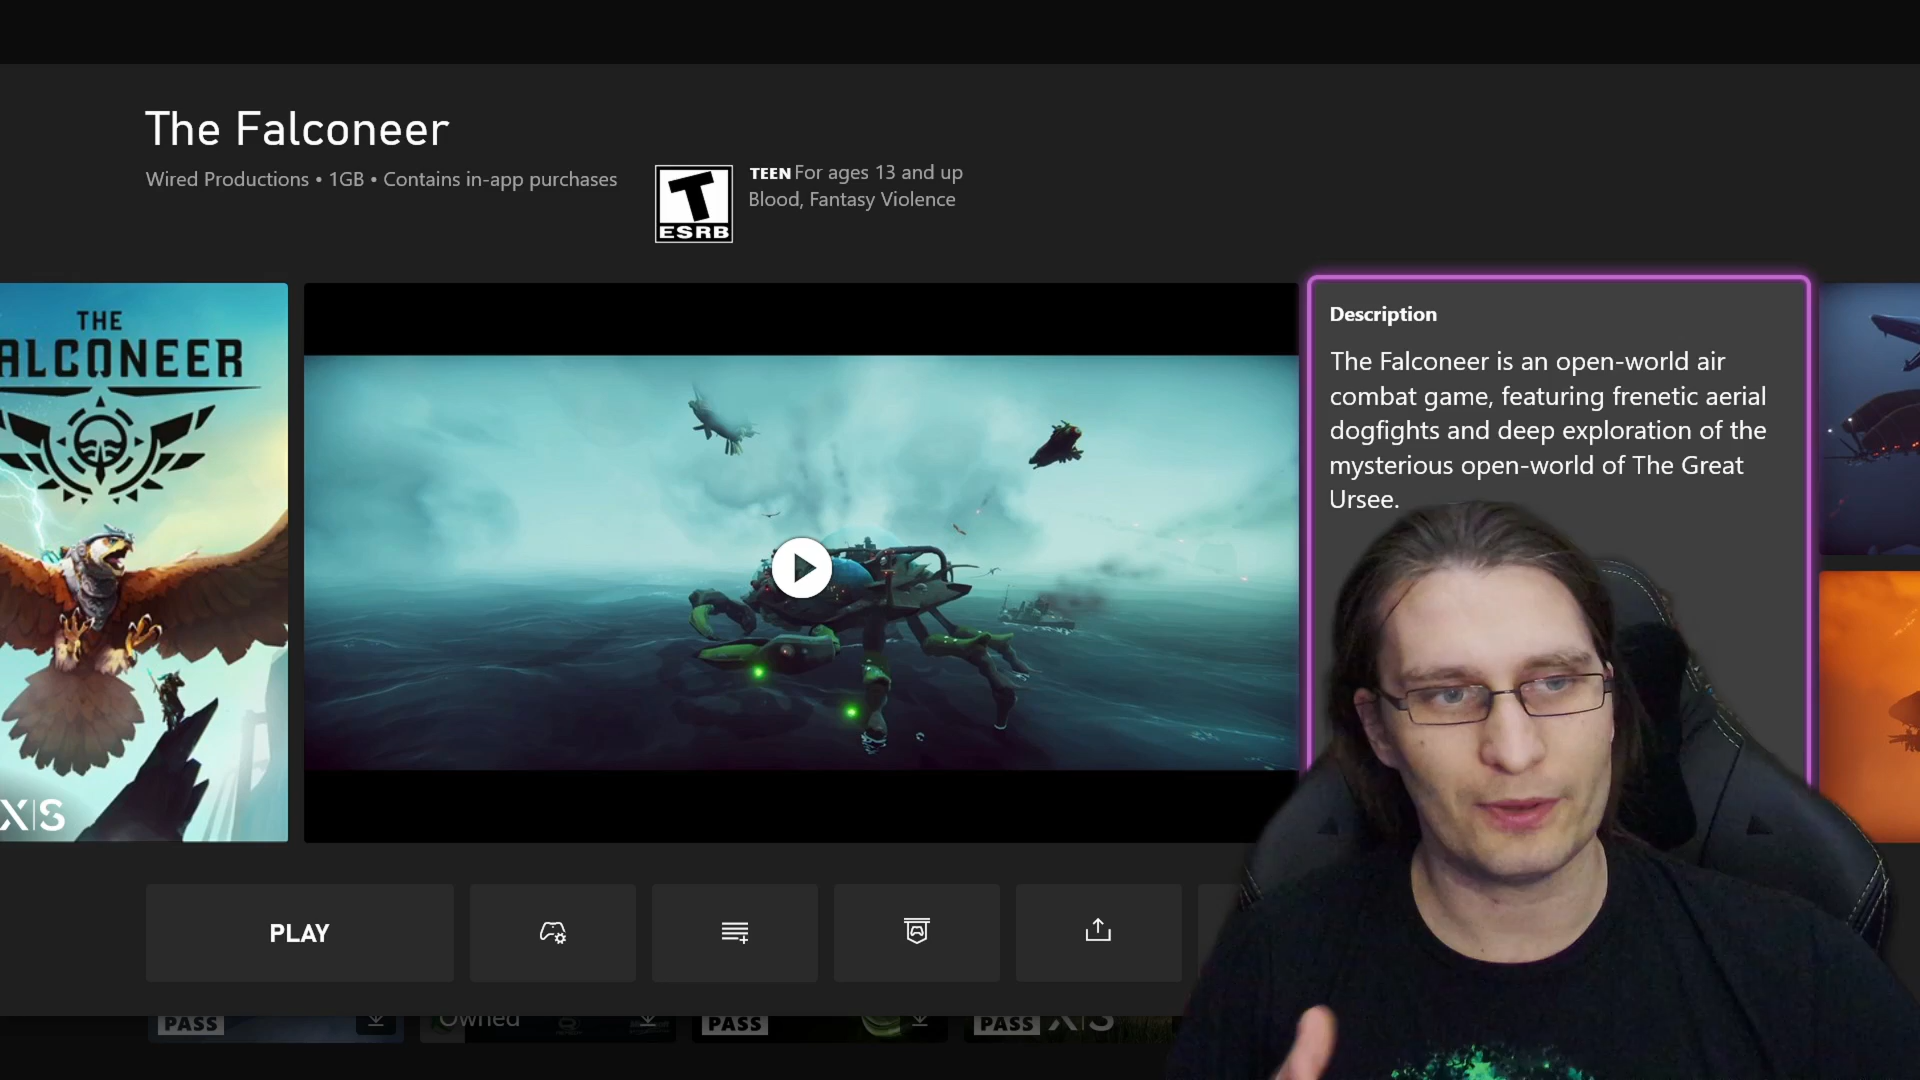 The Falconeer
Wired Productions • 1GB • Contains in-app purchases
T
ESRB
TEEN For ages 13 and up
Blood, Fantasy Violence
THE
ALCONEER
X|S
Description
The Falconeer is an open-world air
combat game, featuring frenetic aerial
dogfights and deep exploration of the
mysterious open-world of The Great
Ursee.
PLAY
PASS
Owned
PASS
PASS
X|S